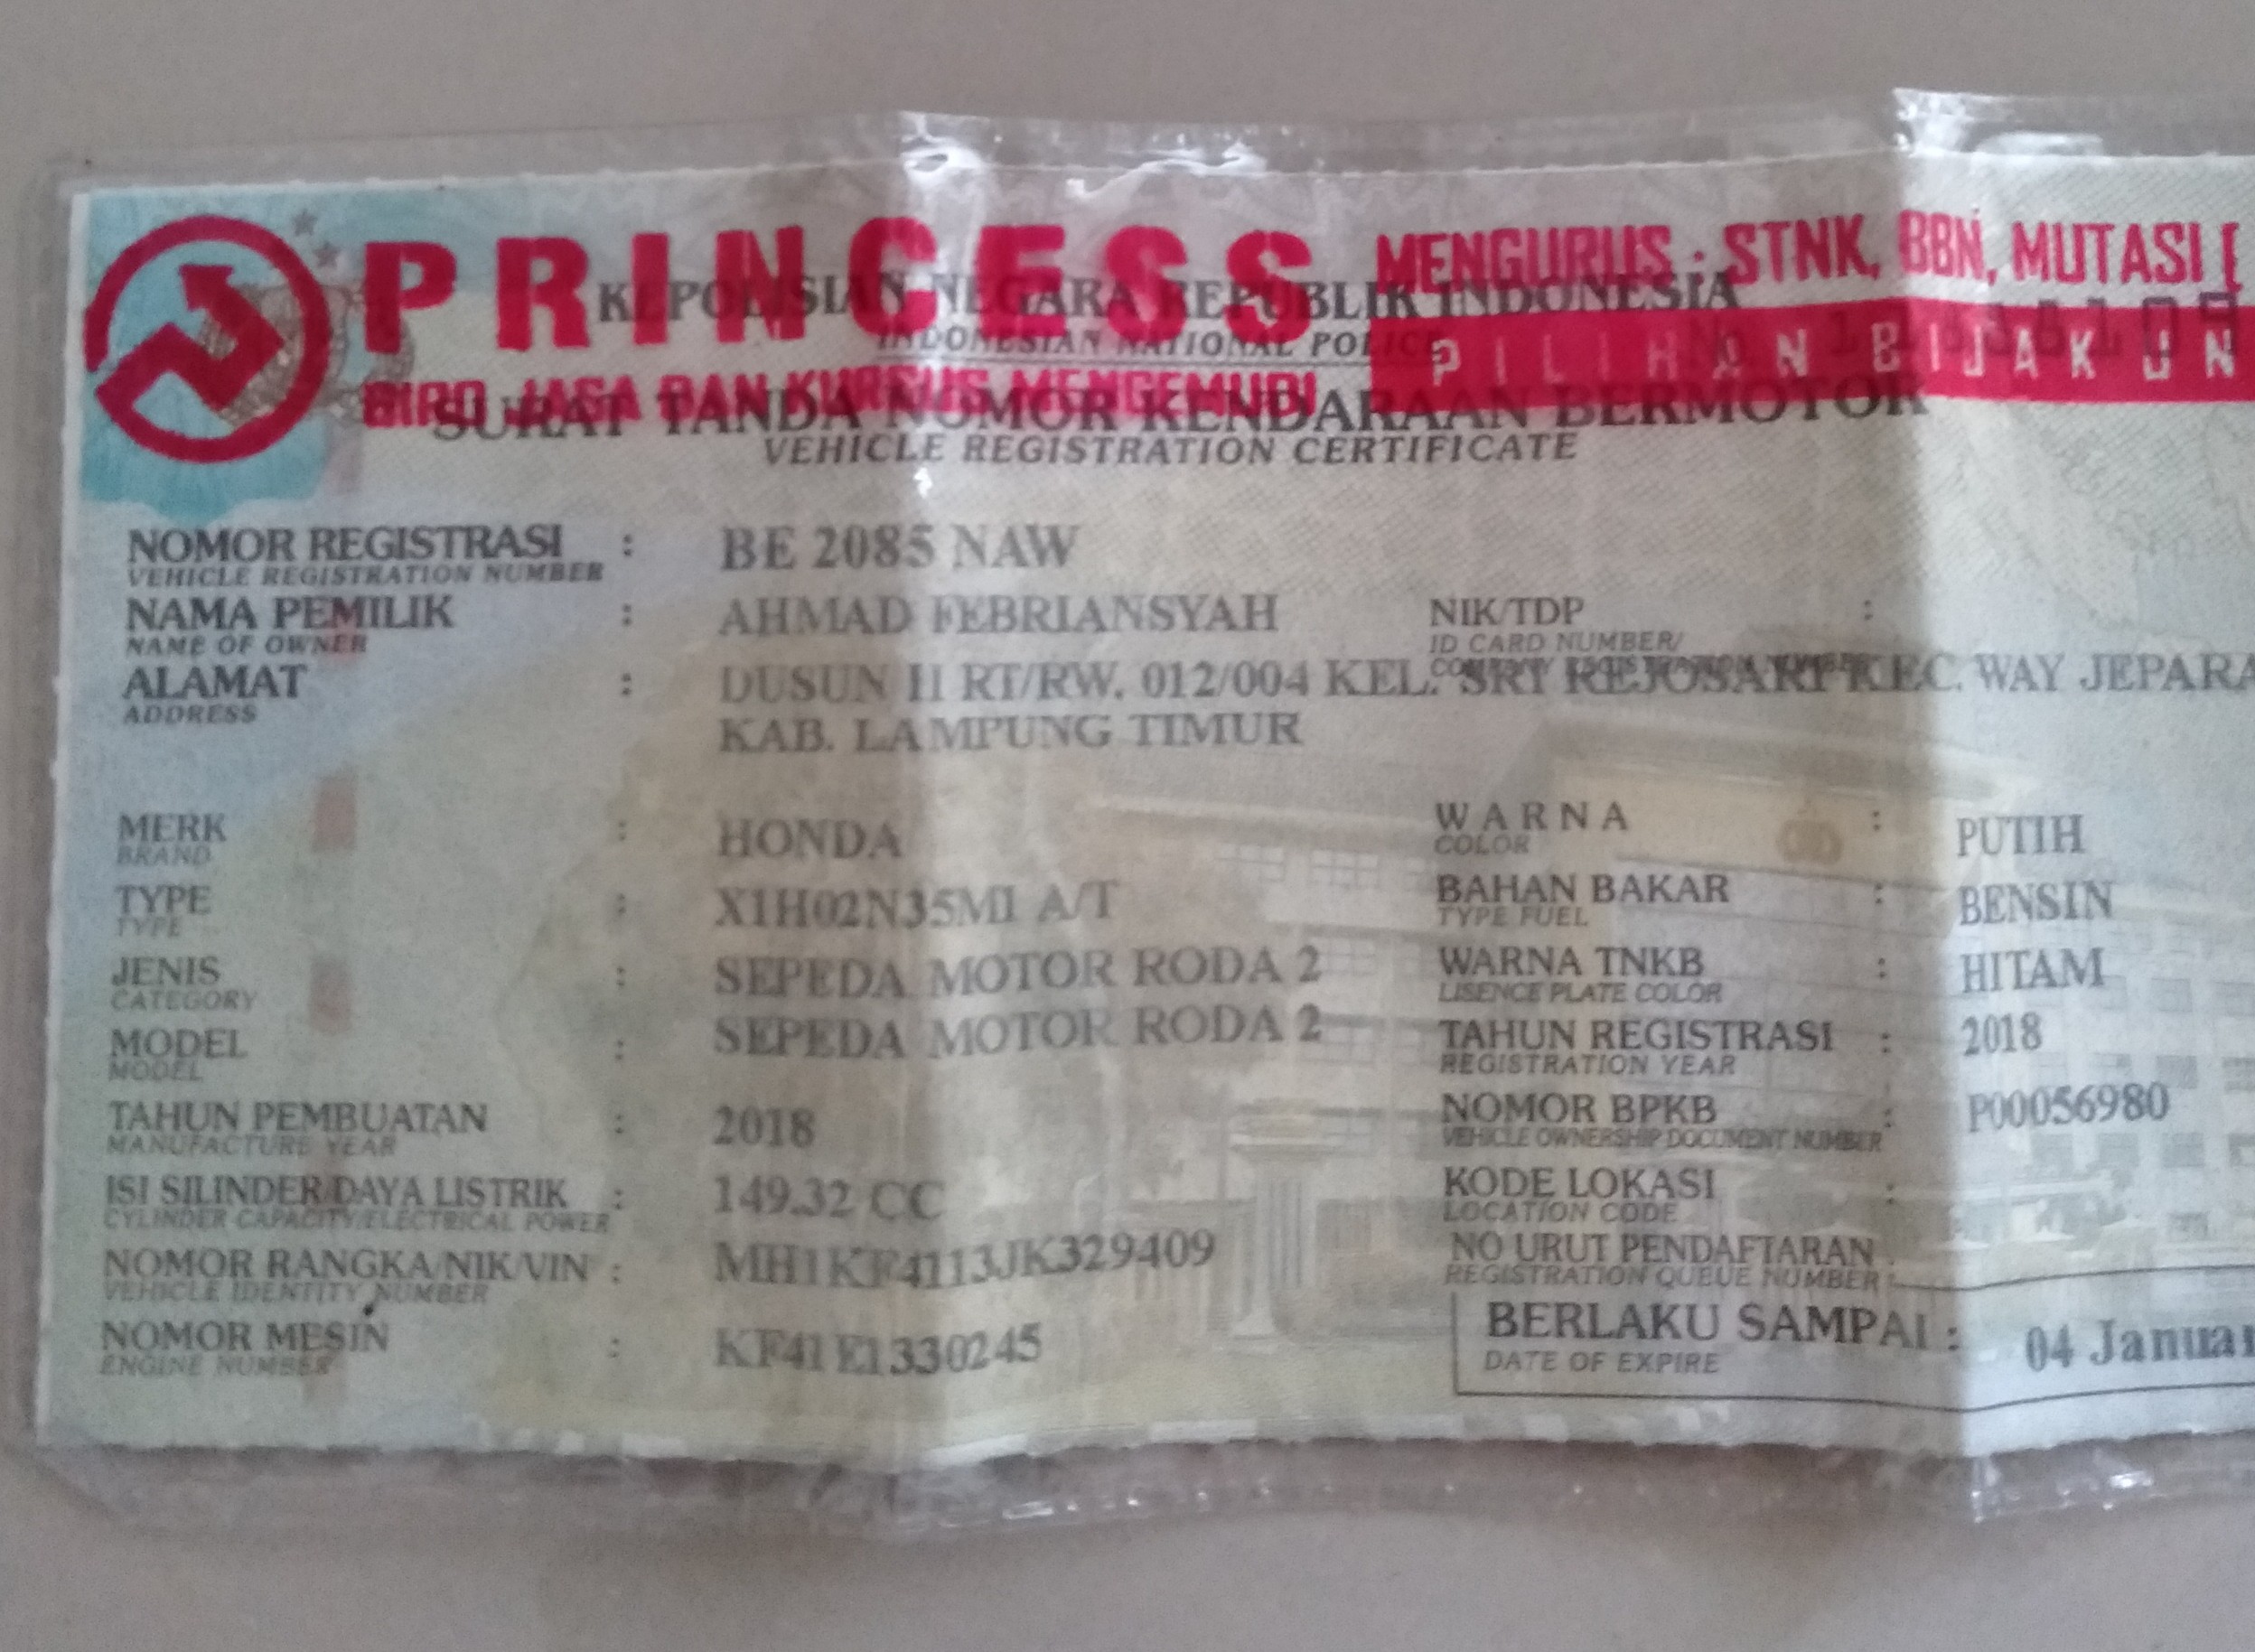 PRINCESS MENGURUS : STNK, BBN, MUTASI [
KEPOLISIAN NEGARA REPUBLIK INDONESIA
INDONESIAN NATIONAL POLICE
PILIHAN BIJAK UN
BIRO JASA DAN KURSUS MENGEMUDI
SURAT TANDA NOMOR KENDARAAN BERMOTOR
VEHICLE REGISTRATION CERTIFICATE
NOMOR REGISTRASI : BE 2085 NAW
VEHICLE REGISTRATION NUMBER
NAMA PEMILIK : AHMAD FEBRIANSYAH NIK/TDP :
NAME OF OWNER ID CARD NUMBER/
COMPANY REGISTRATION NUMBER
ALAMAT : DUSUN II RT/RW. 012/004 KEL. SRI REJOSARI KEC. WAY JEPARA
ADDRESS
KAB. LAMPUNG TIMUR
MERK : HONDA WARNA : PUTIH
BRAND COLOR
TYPE : X1H02N35MI A/T BAHAN BAKAR : BENSIN
TYPE TYPE FUEL
JENIS : SEPEDA MOTOR RODA 2 WARNA TNKB : HITAM
CATEGORY LISENCE PLATE COLOR
MODEL : SEPEDA MOTOR RODA 2 TAHUN REGISTRASI : 2018
MODEL REGISTRATION YEAR
TAHUN PEMBUATAN : 2018 NOMOR BPKB : P00056980
MANUFACTURE YEAR VEHICLE OWNERSHIP DOCUMENT NUMBER
ISI SILINDER/DAYA LISTRIK : 149.32 CC KODE LOKASI :
CYLINDER CAPACITY/ELECTRICAL POWER LOCATION CODE
NOMOR RANGKA/NIK/VIN : MH1KF4113JK329409 NO URUT PENDAFTARAN
VEHICLE IDENTITY NUMBER REGISTRATION QUEUE NUMBER :
NOMOR MESIN : KF41E1330245 BERLAKU SAMPAI : 04 Januar
ENGINE NUMBER DATE OF EXPIRE